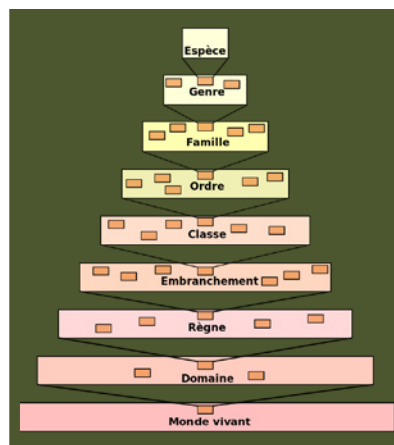 Espèce
Genre
Famille
Ordre
Classe
Embranchement
Règne
Domaine
Monde vivant